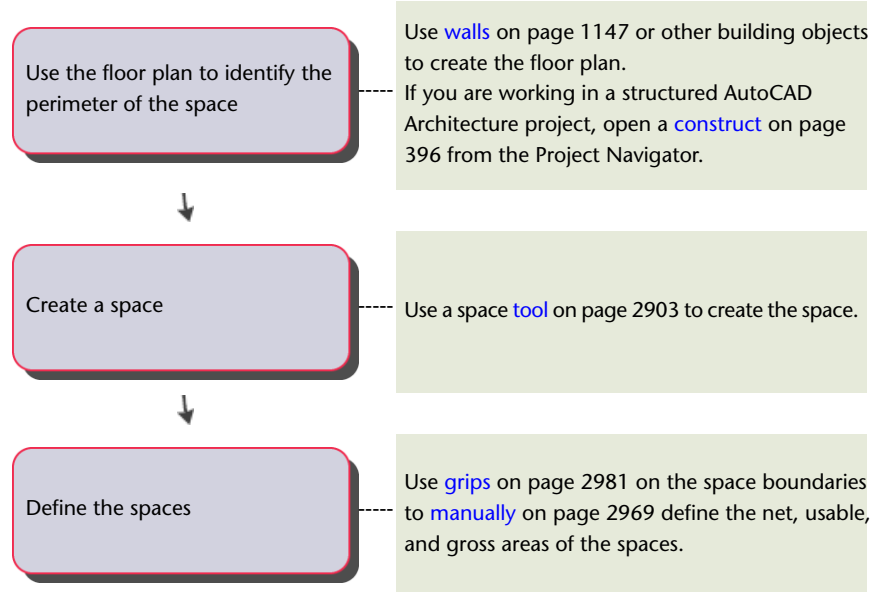 Use the floor plan to identify the
perimeter of the space
Use walls on page 1147 or other building objects
to create the floor plan.
If you are working in a structured AutoCAD
Architecture project, open a construct on page
396 from the Project Navigator.
Create a space
Use a space tool on page 2903 to create the space.
Define the spaces
Use grips on page 2981 on the space boundaries
to manually on page 2969 define the net, usable,
and gross areas of the spaces.